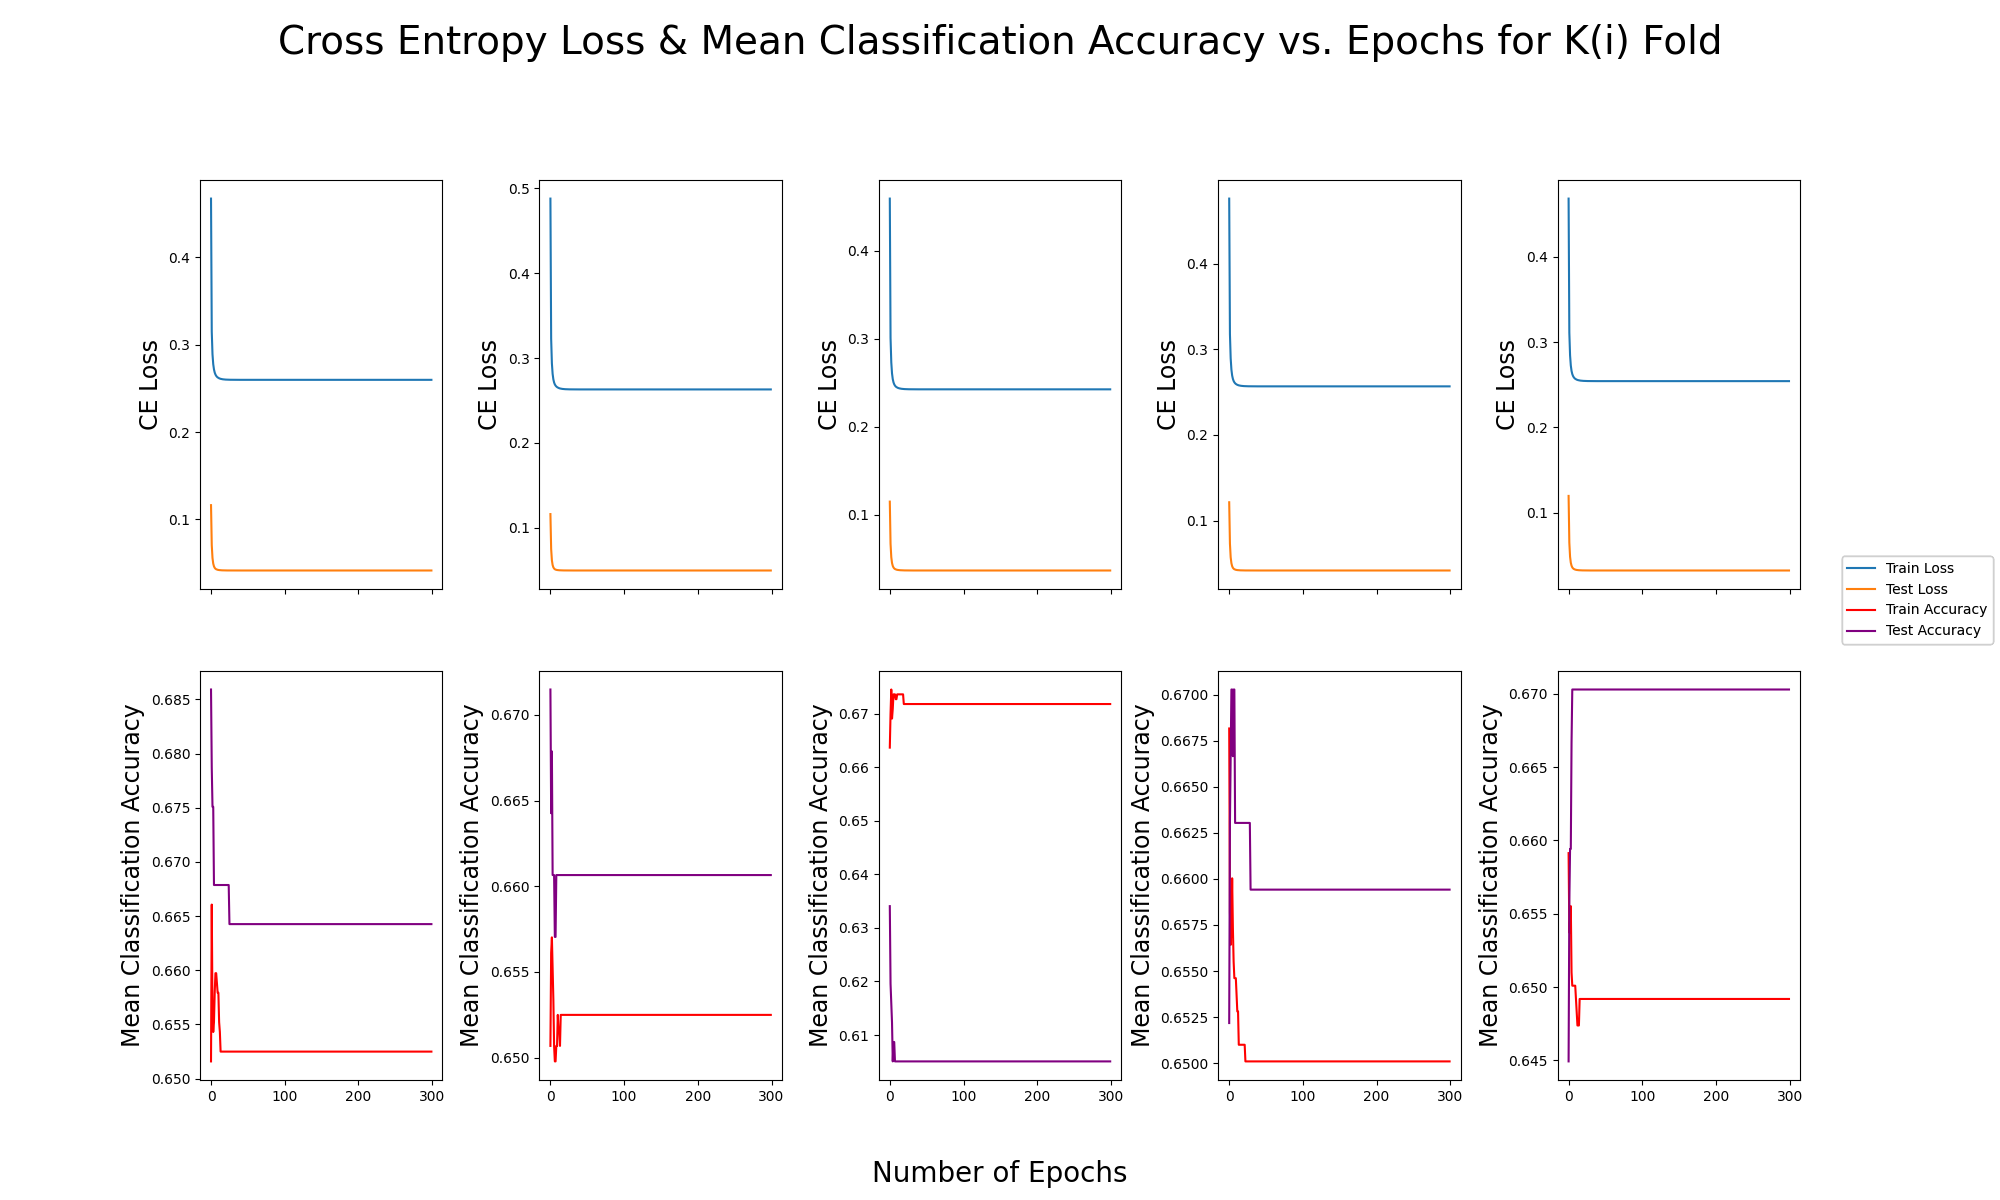 Cross Entropy Loss & Mean Classification Accuracy vs. Epochs for K(i) Fold
CE Loss
0.4
0.3
0.2
0.1
CE Loss
0.5
0.4
0.3
0.2
0.1
CE Loss
0.4
0.3
0.2
0.1
CE Loss
0.4
0.3
0.2
0.1
CE Loss
0.4
0.3
0.2
0.1
Train Loss
Test Loss
Train Accuracy
Test Accuracy
Mean Classification Accuracy
0.685
0.680
0.675
0.670
0.665
0.660
0.655
0.650
0 100 200 300
Mean Classification Accuracy
0.670
0.665
0.660
0.655
0.650
0 100 200 300
Mean Classification Accuracy
0.67
0.66
0.65
0.64
0.63
0.62
0.61
0 100 200 300
Mean Classification Accuracy
0.6700
0.6675
0.6650
0.6625
0.6600
0.6575
0.6550
0.6525
0.6500
0 100 200 300
Mean Classification Accuracy
0.670
0.665
0.660
0.655
0.650
0.645
0 100 200 300
Number of Epochs